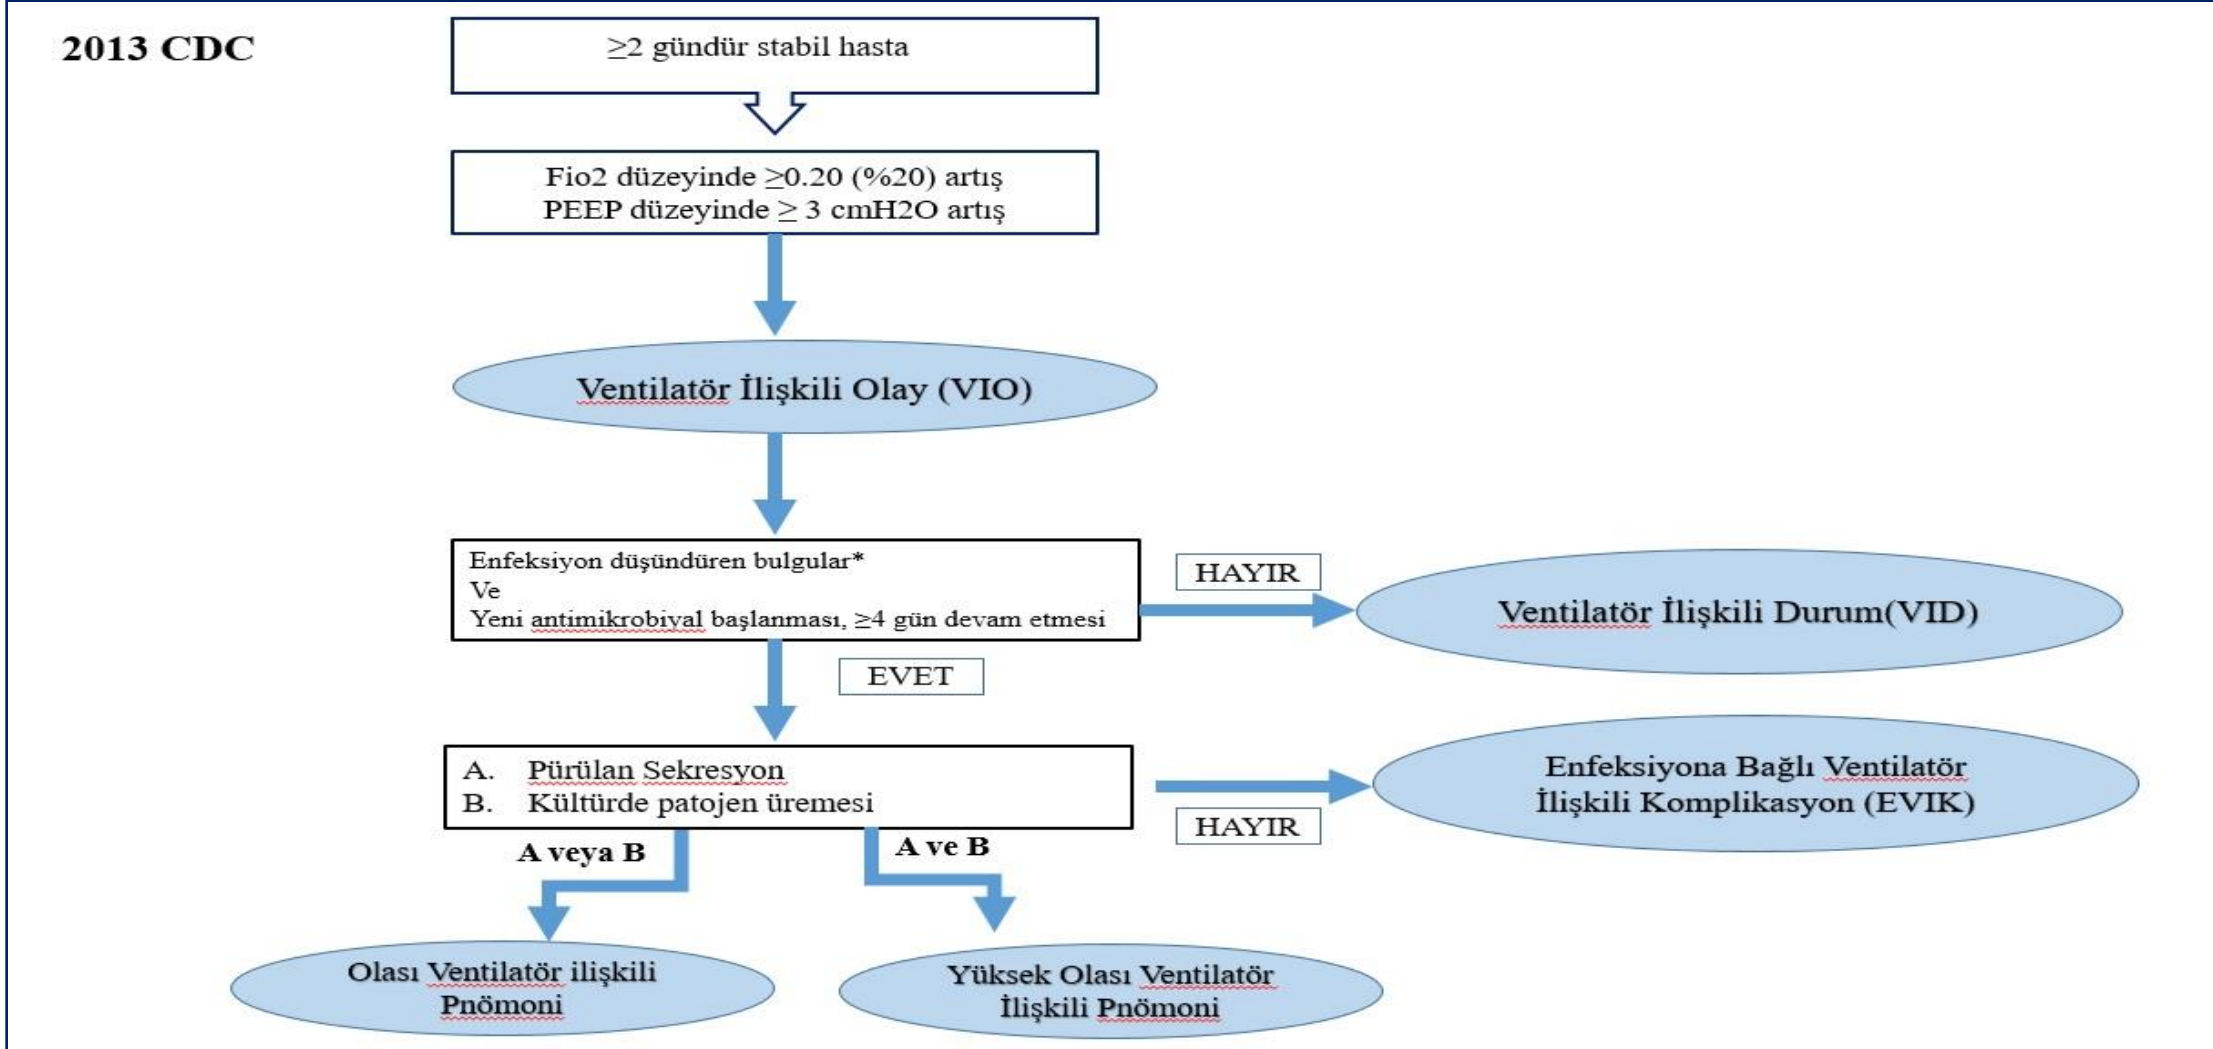 2013 CDC
≥2 gündür stabil hasta
Fio2 düzeyinde ≥0.20 (%20) artış
PEEP düzeyinde ≥ 3 cmH2O artış
Ventilatör İlişkili Olay (VIO)
Enfeksiyon düşündüren bulgular*
Ve
Yeni antimikrobiyal başlanması, ≥4 gün devam etmesi
HAYIR
Ventilatör İlişkili Durum(VID)
EVET
A. Pürülan Sekresyon
B. Kültürde patojen üremesi
HAYIR
Enfeksiyona Bağlı Ventilatör
İlişkili Komplikasyon (EVIK)
A veya B
A ve B
Olası Ventilatör ilişkili
Pnömoni
Yüksek Olası Ventilatör
İlişkili Pnömoni